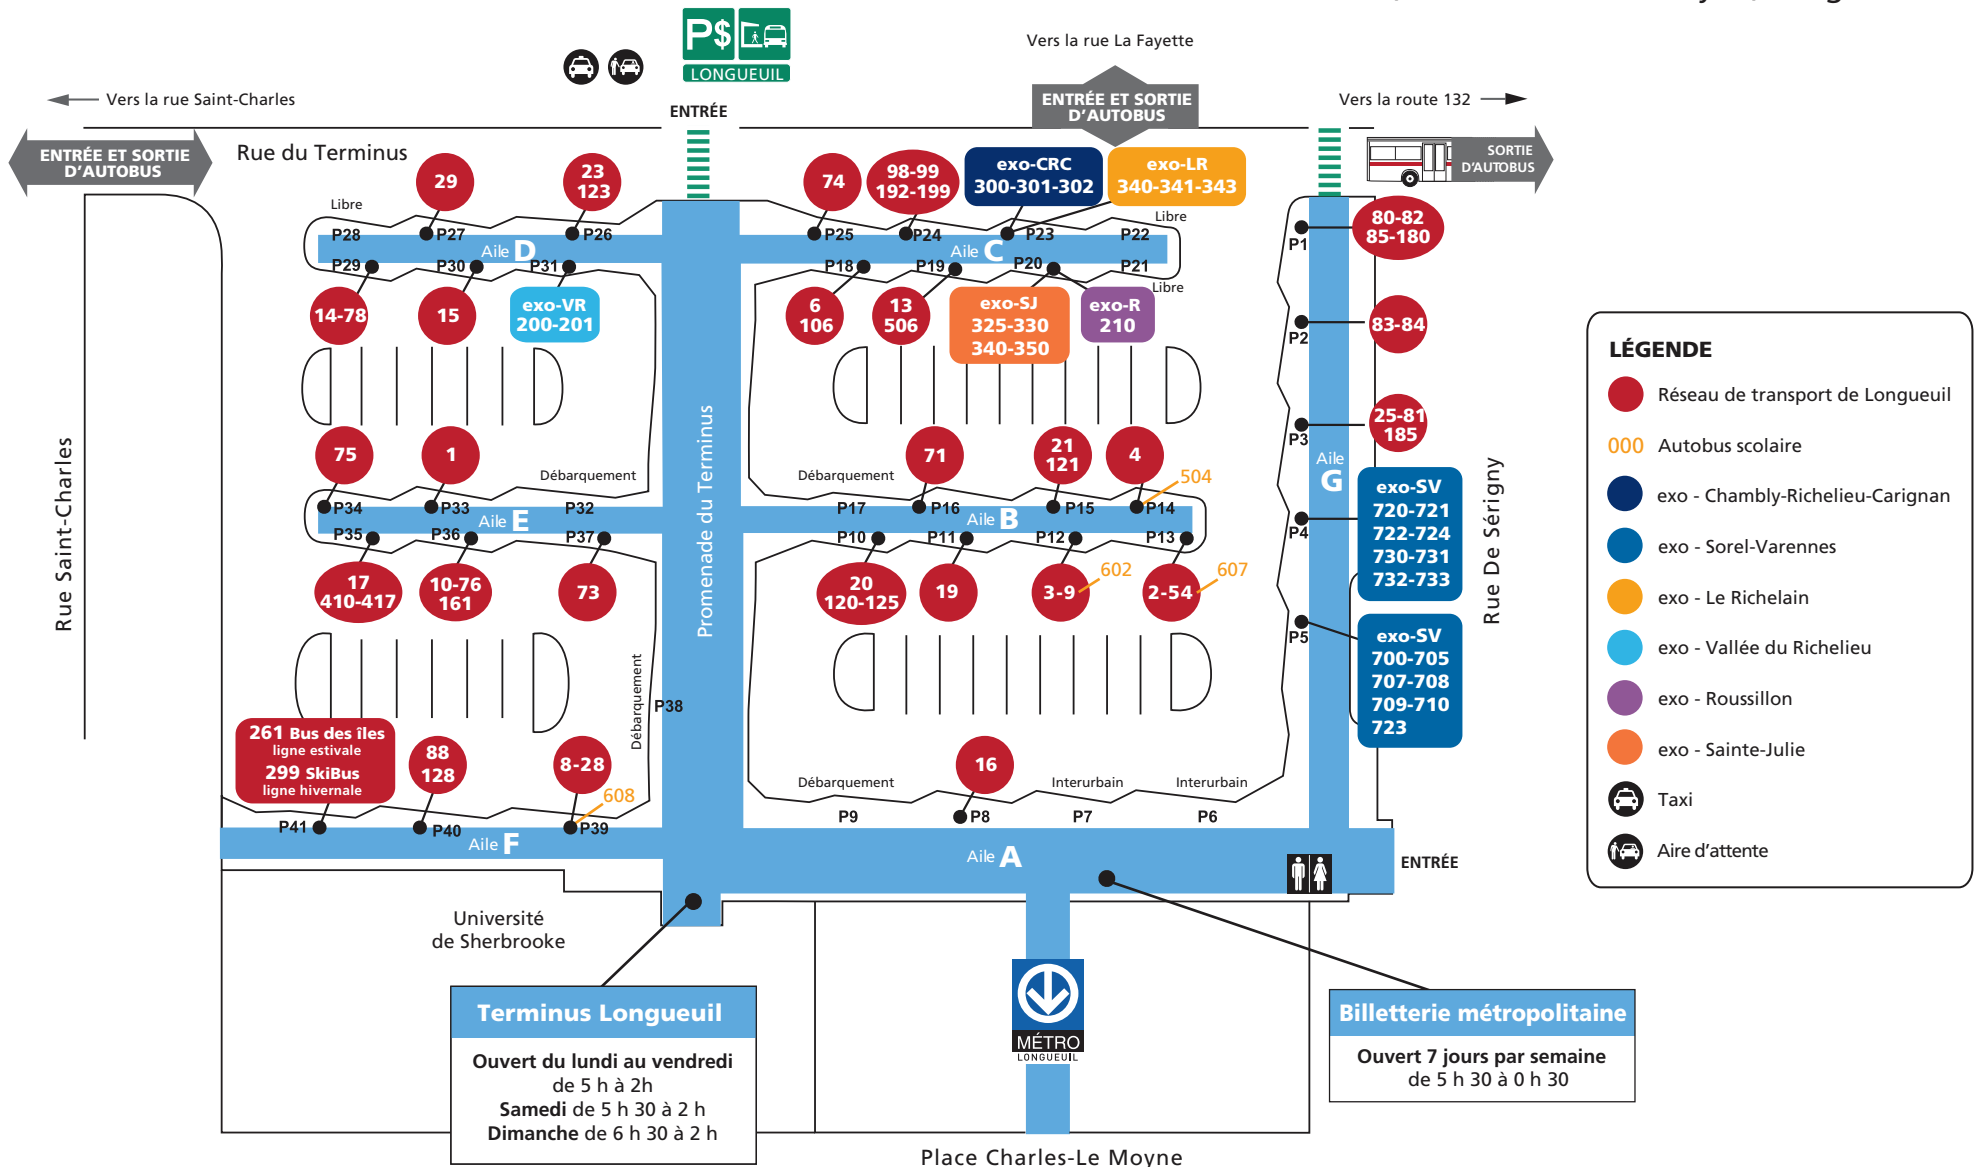 P$
LONGUEUIL
Vers la rue La Fayette
Vers la rue Saint-Charles
ENTRÉE
ENTRÉE ET SORTIE
D'AUTOBUS
Vers la route 132
ENTRÉE ET SORTIE
D'AUTOBUS
Rue du Terminus
SORTIE
D'AUTOBUS
29
23
123
74
98-99
192-199
exo-CRC
300-301-302
exo-LR
340-341-343
80-82
85-180
Libre
Libre
P28
P27
P26
P25
P24
P23
P22
P1
Aile D
Aile C
P29
P30
P31
P18
P19
P20
P21
Libre
14-78
15
exo-VR
200-201
6
106
13
506
exo-SJ
325-330
340-350
exo-R
210
P2
83-84
LÉGENDE
Réseau de transport de Longueuil
Autobus scolaire
000
exo - Chambly-Richelieu-Carignan
exo - Sorel-Varennes
exo - Le Richelain
exo - Vallée du Richelieu
exo - Roussillon
exo - Sainte-Julie
Taxi
Aire d'attente
Rue Saint-Charles
Promenade du Terminus
P3
25-81
185
Aile
G
Rue De Sérigny
75
1
Débarquement
Débarquement
71
21
121
4
504
P34
P33
P32
P17
P16
P15
P14
Aile E
Aile B
P35
P36
P37
P10
P11
P12
P13
P4
exo-SV
720-721
722-724
730-731
732-733
17
410-417
10-76
161
73
20
120-125
19
3-9
602
2-54
607
P5
exo-SV
700-705
707-708
709-710
723
Débarquement
P38
261 Bus des îles
ligne estivale
299 SkiBus
ligne hivernale
88
128
8-28
608
Débarquement
16
Interurbain
Interurbain
P41
P40
P39
P9
P8
P7
P6
Aile F
Aile A
ENTRÉE
Université
de Sherbrooke
Terminus Longueuil
Ouvert du lundi au vendredi
de 5 h à 2h
Samedi de 5 h 30 à 2 h
Dimanche de 6 h 30 à 2 h
MÉTRO
LONGUEUIL
Billetterie métropolitaine
Ouvert 7 jours par semaine
de 5 h 30 à 0 h 30
Place Charles-Le Moyne